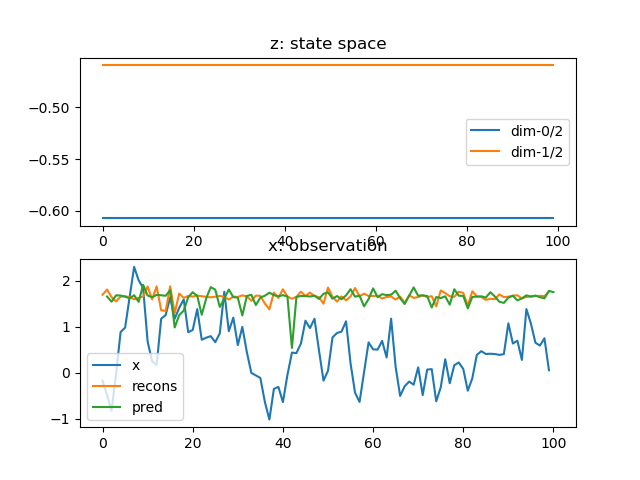 z: state space
−0.50
−0.55
−0.60
dim-0/2
dim-1/2
0 20 40 60 80 100
x: observation
2
1
0
−1
x
recons
pred
0 20 40 60 80 100